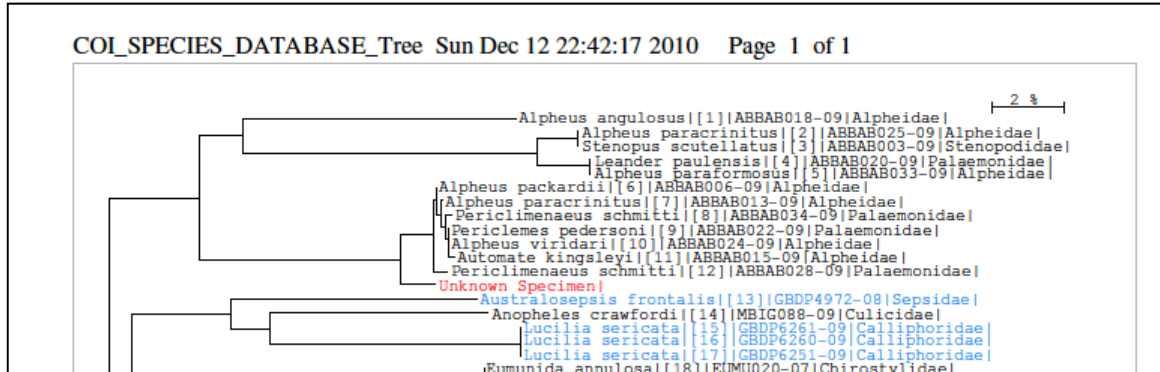 COI_SPECIES_DATABASE_Tree Sun Dec 12 22:42:17 2010 Page 1 of 1
2 %
Alpheus angulosus|[1]|ABBAB018-09|Alpheidae|
Alpheus paracrinitus|[2]|ABBAB025-09|Alpheidae|
Stenopus scutellatus|[3]|ABBAB003-09|Stenopodidae|
Leander paulensis|[4]|ABBAB020-09|Palaemonidae|
Alpheus paraformosus|[5]|ABBAB033-09|Alpheidae|
Alpheus packardii|[6]|ABBAB006-09|Alpheidae|
Alpheus paracrinitus|[7]|ABBAB013-09|Alpheidae|
Periclimenaeus schmitti|[8]|ABBAB034-09|Palaemonidae|
Periclemes pedersoni|[9]|ABBAB022-09|Palaemonidae|
Alpheus viridari|[10]|ABBAB024-09|Alpheidae|
Automate kingsleyi|[11]|ABBAB015-09|Alpheidae|
Periclimenaeus schmitti|[12]|ABBAB028-09|Palaemonidae|
Unknown Specimen|
Australosepsis frontalis|[13]|GBDP4972-08|Sepsidae|
Anopheles crawfordi|[14]|MBIG088-09|Culicidae|
Lucilia sericata|[15]|GBDP6261-09|Calliphoridae|
Lucilia sericata|[16]|GBDP6260-09|Calliphoridae|
Lucilia sericata|[17]|GBDP6251-09|Calliphoridae|
Eumunida annulosa|[18]|EUMU020-07|Chirostylidae|